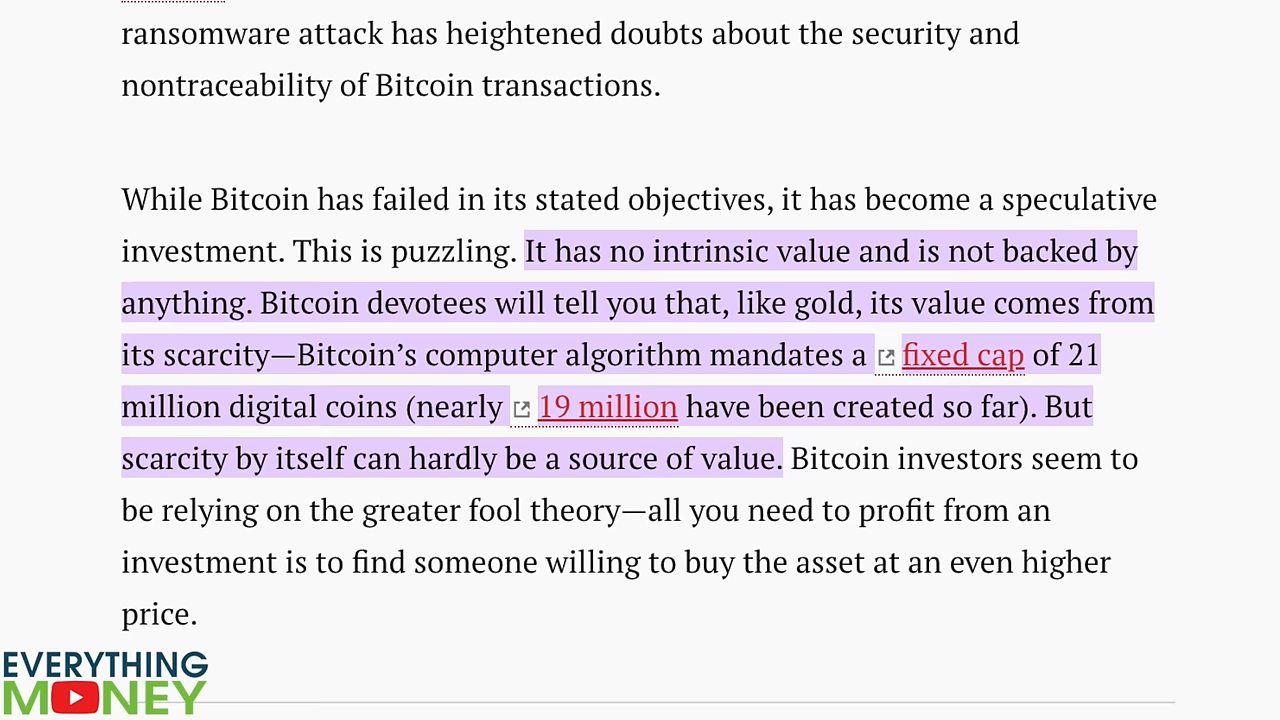 ransomware attack has heightened doubts about the security and
nontraceability of Bitcoin transactions.
While Bitcoin has failed in its stated objectives, it has become a speculative
investment. This is puzzling. It has no intrinsic value and is not backed by
anything. Bitcoin devotees will tell you that, like gold, its value comes from
its scarcity—Bitcoin’s computer algorithm mandates a fixed cap of 21
million digital coins (nearly 19 million have been created so far). But
scarcity by itself can hardly be a source of value. Bitcoin investors seem to
be relying on the greater fool theory—all you need to profit from an
investment is to find someone willing to buy the asset at an even higher
price.
EVERYTHING
MONEY